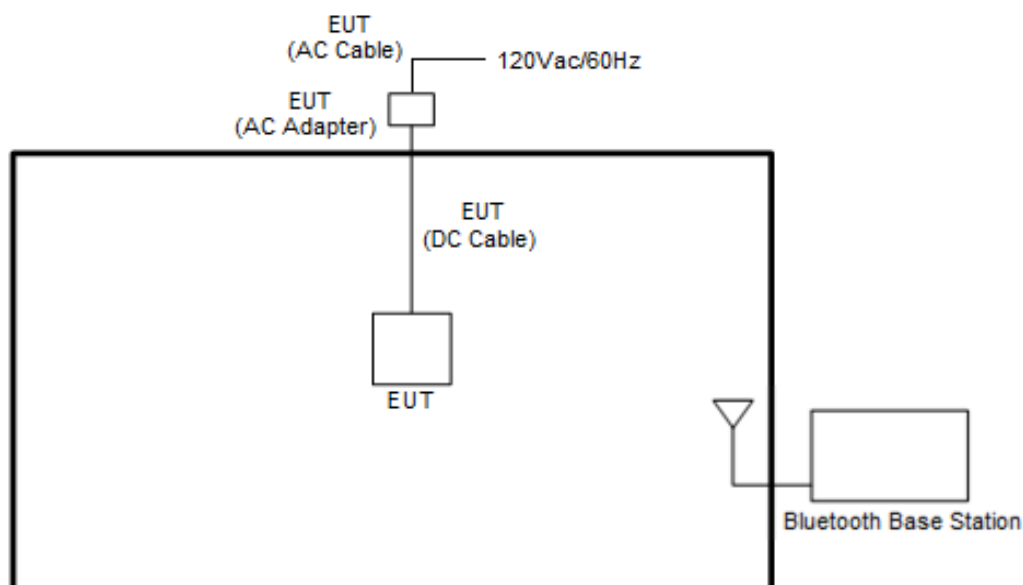 EUT
(AC Cable)
120Vac/60Hz
EUT
(AC Adapter)
EUT
(DC Cable)
EUT
Bluetooth Base Station